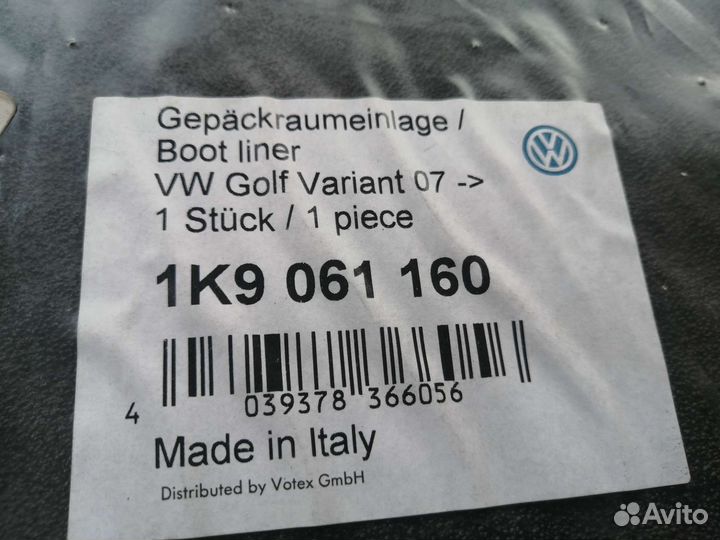 Gepäckraumeinlage /
Boot liner
VW Golf Variant 07 ->
1 Stück / 1 piece
1K9 061 160
4 039378 366056
Made in Italy
Distributed by Votex GmbH
Avito